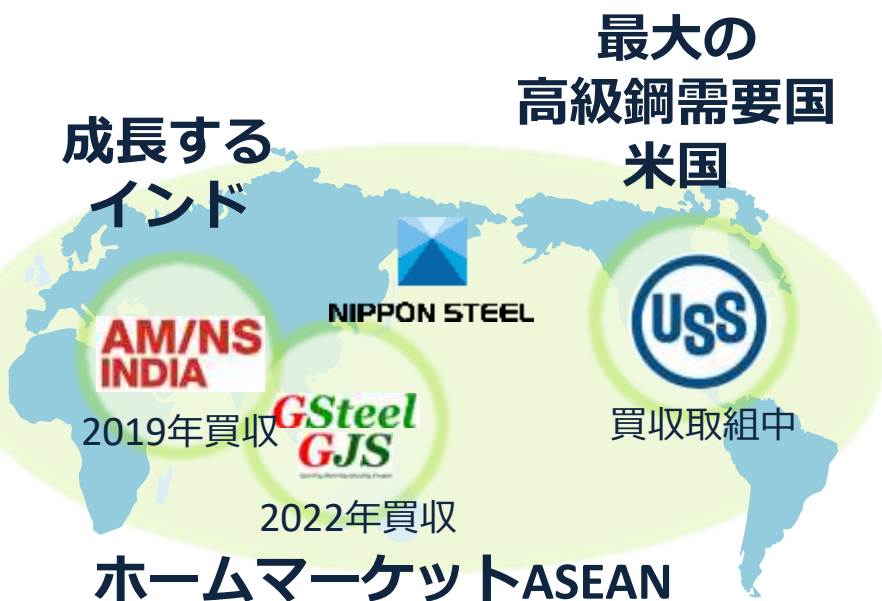 最大の
高級鋼需要国
米国
成長する
インド
NIPPON STEEL
USS
AM/NS
INDIA
2019年買収
GSteel
GJS
買収取組中
2022年買収
ホームマーケットASEAN